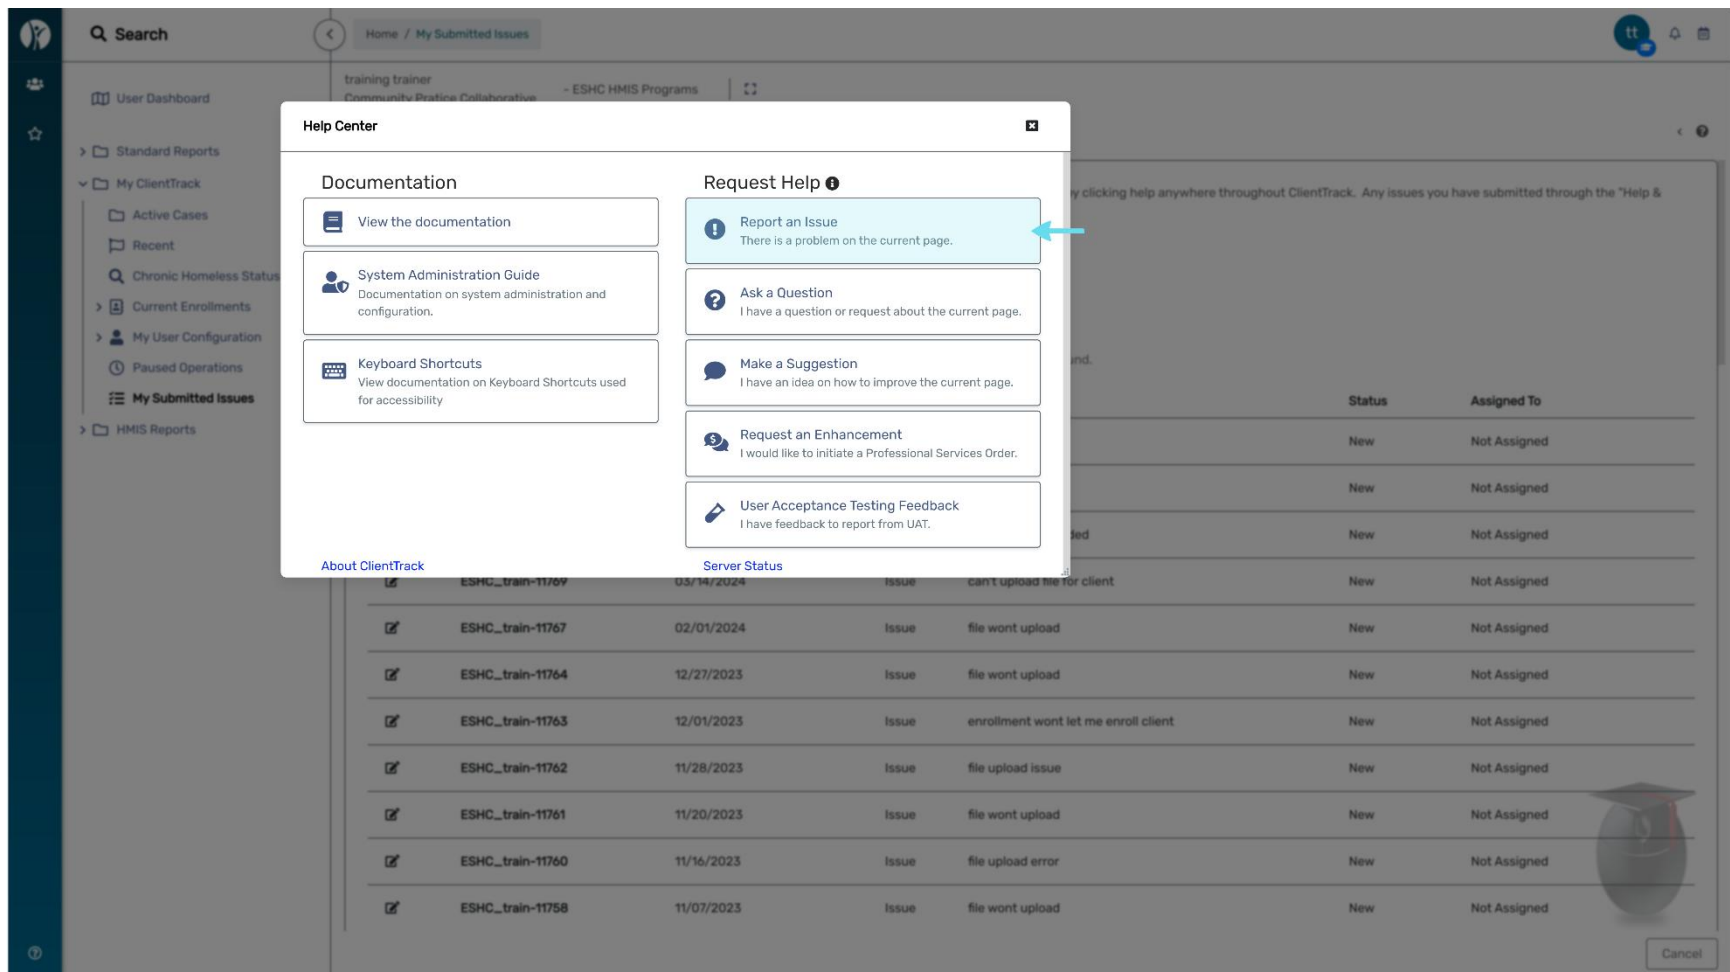 Search
Home / My Submitted Issues
tt
training trainer
Community Pratice Collaborative
- ESHC HMIS Programs
User Dashboard
Standard Reports
My ClientTrack
Active Cases
Recent
Chronic Homeless Status
Current Enrollments
My User Configuration
Paused Operations
My Submitted Issues
HMIS Reports
Help Center
Documentation
View the documentation
System Administration Guide
Documentation on system administration and
configuration.
Keyboard Shortcuts
View documentation on Keyboard Shortcuts used
for accessibility
About ClientTrack
Request Help
Report an Issue
There is a problem on the current page.
Ask a Question
I have a question or request about the current page.
Make a Suggestion
I have an idea on how to improve the current page.
Request an Enhancement
I would like to initiate a Professional Services Order.
User Acceptance Testing Feedback
I have feedback to report from UAT.
Server Status
by clicking help anywhere throughout ClientTrack. Any issues you have submitted through the "Help &
Status Assigned To
New Not Assigned
New Not Assigned
New Not Assigned
ESHC_train-11769 03/14/2024 Issue can't upload file for client New Not Assigned
ESHC_train-11767 02/01/2024 Issue file wont upload New Not Assigned
ESHC_train-11764 12/27/2023 Issue file wont upload New Not Assigned
ESHC_train-11763 12/01/2023 Issue enrollment wont let me enroll client New Not Assigned
ESHC_train-11762 11/28/2023 Issue file upload issue New Not Assigned
ESHC_train-11761 11/20/2023 Issue file wont upload New Not Assigned
ESHC_train-11760 11/16/2023 Issue file upload error New Not Assigned
ESHC_train-11758 11/07/2023 Issue file wont upload New Not Assigned
Cancel